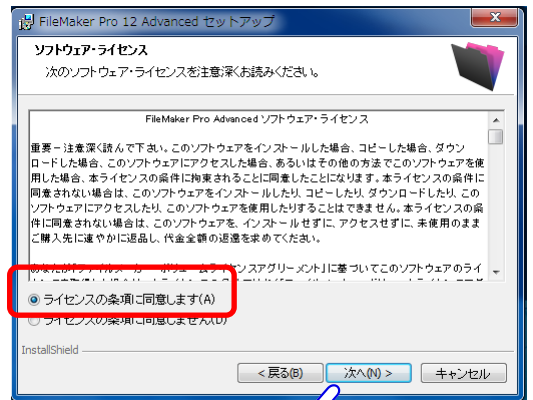 FileMaker Pro 12 Advanced セットアップ
ソフトウェア・ライセンス
次のソフトウェア・ライセンスを注意深くお読みください。
FileMaker Pro Advanced ソフトウェア・ライセンス
重要－注意深く読んで下さい。このソフトウェアをインストールした場合、コピーした場合、ダウン
ロードした場合、このソフトウェアにアクセスした場合、あるいはその他の方法でこのソフトウェアを使
用した場合、本ライセンスの条件に拘束されることに同意したことになります。本ライセンスの条件に
同意されない場合は、このソフトウェアをインストールしたり、コピーしたり、ダウンロードしたり、この
ソフトウェアにアクセスしたり、このソフトウェアを使用したりすることはできません。本ライセンスの条
件に同意されない場合は、このソフトウェアを、インストールせずに、アクセスせずに、未使用のまま
ご購入先に速やかに返品し、代金全額の返還を求めてください。
に基づいてこのソフトウェアのライ
ライセンスの条項に同意します(A)
ライセンスの条項に同意しません(D)
InstallShield
< 戻る(B)
次へ(N) >
キャンセル